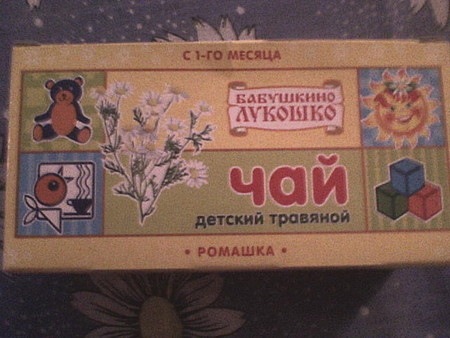 С 1-ГО МЕСЯЦА
БАБУШКИНО
ЛУКОШКО
чай
детский травяной
• РОМАШКА •